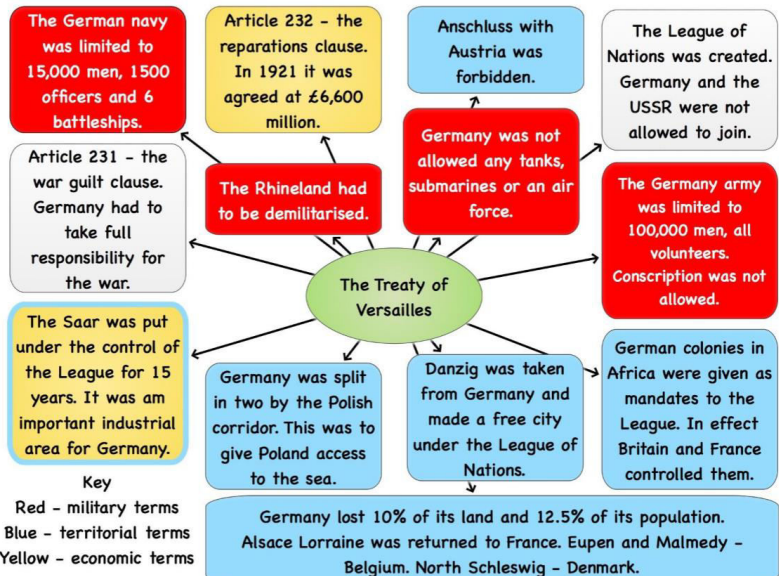 The German navy
was limited to
15,000 men, 1500
officers and 6
battleships.
Article 232 - the
reparations clause.
In 1921 it was
agreed at £6,600
million.
Anschluss with
Austria was
forbidden.
The League of
Nations was created.
Germany and the
USSR were not
allowed to join.
Article 231 - the
war guilt clause.
Germany had to
take full
responsibility for
the war.
The Rhineland had
to be demilitarised.
Germany was not
allowed any tanks,
submarines or an air
force.
The Germany army
was limited to
100,000 men, all
volunteers.
Conscription was not
allowed.
The Treaty of
Versailles
The Saar was put
under the control of
the League for 15
years. It was am
important industrial
area for Germany.
Germany was split
in two by the Polish
corridor. This was to
give Poland access
to the sea.
Danzig was taken
from Germany and
made a free city
under the League of
Nations.
German colonies in
Africa were given as
mandates to the
League. In effect
Britain and France
controlled them.
Key
Red - military terms
Blue - territorial terms
Yellow - economic terms
Germany lost 10% of its land and 12.5% of its population.
Alsace Lorraine was returned to France. Eupen and Malmedy -
Belgium. North Schleswig - Denmark.